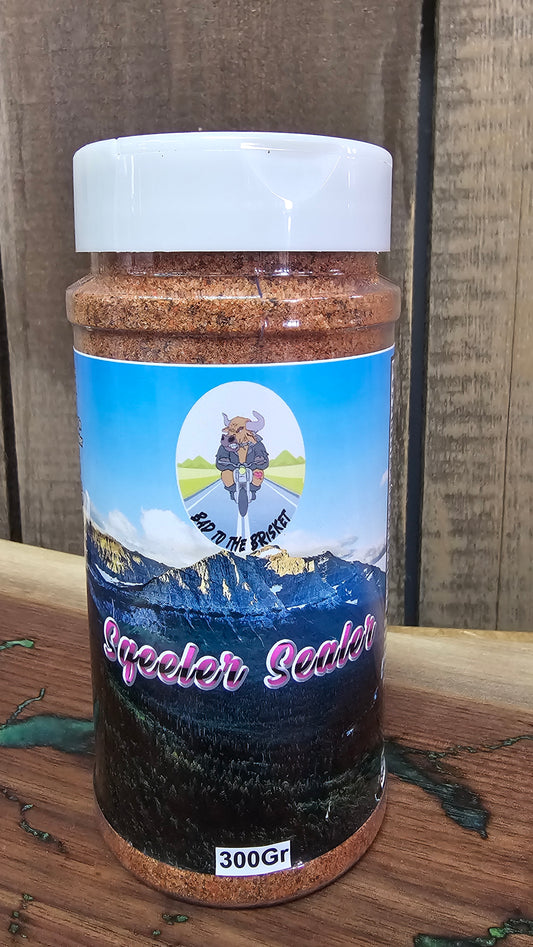 BAD TO THE BRISKET
Sqeeler Sealer
300Gr